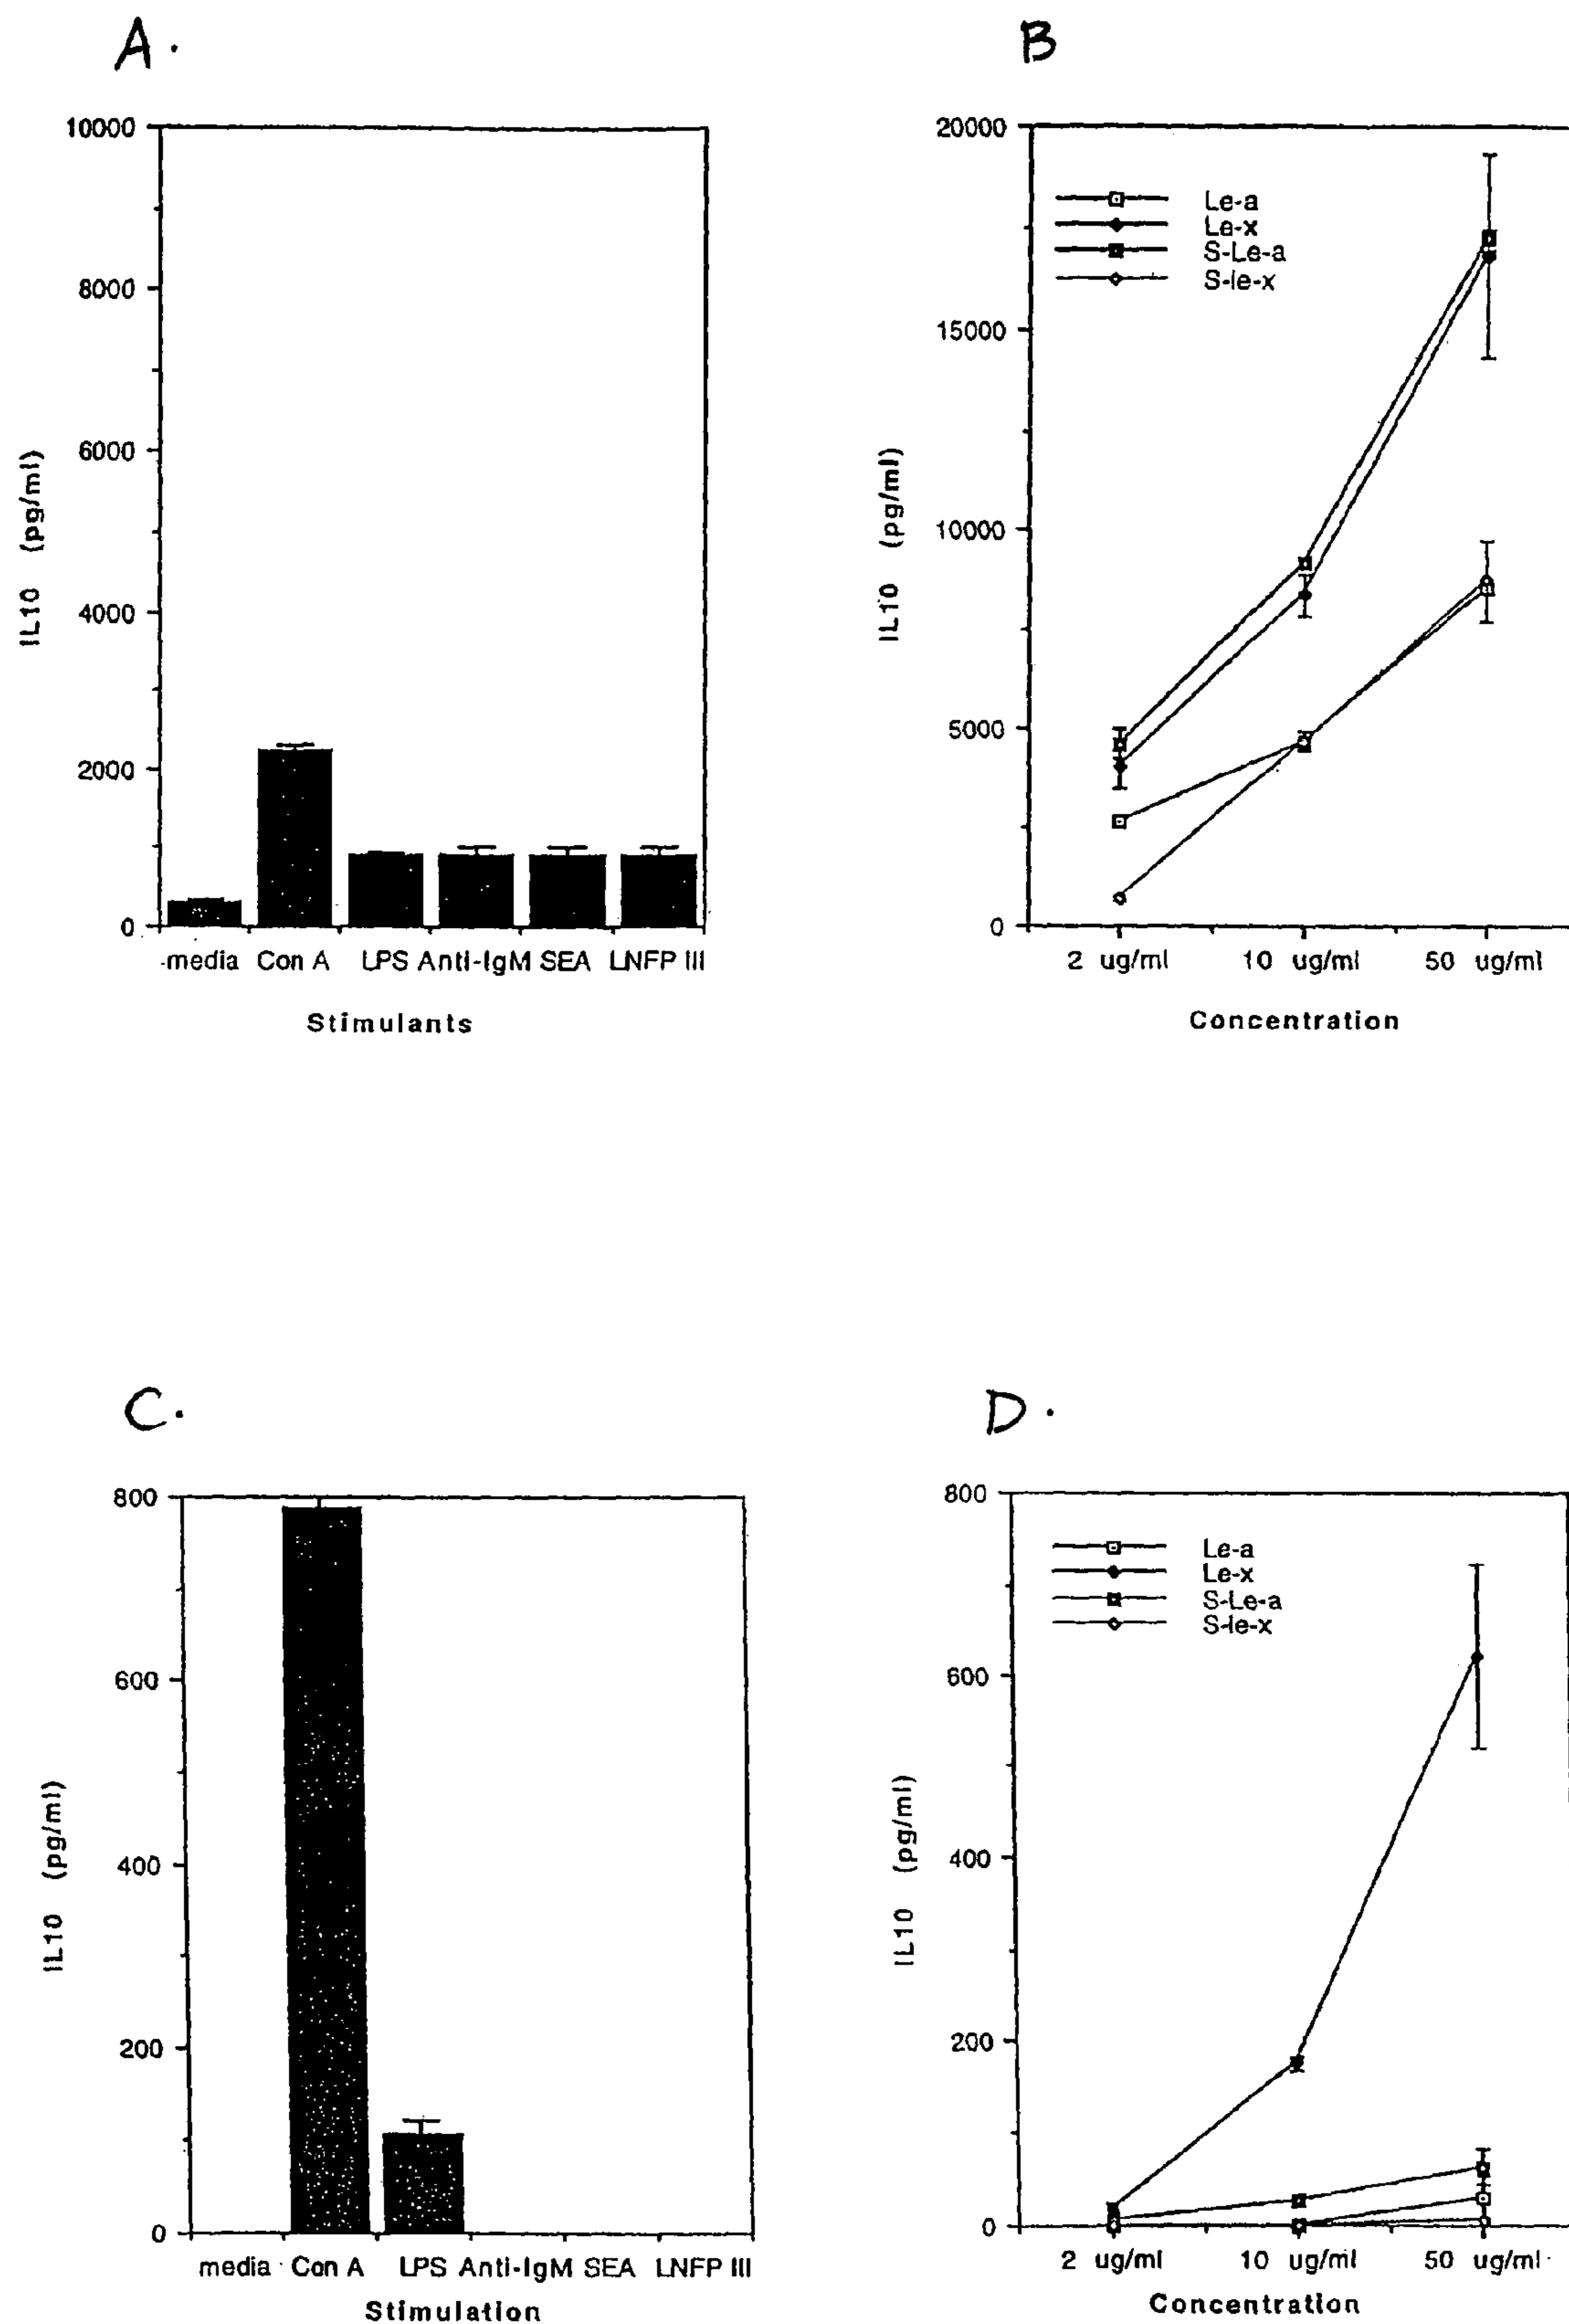 A.
10000
8000
6000
4000
2000
0
IL10 (pg/ml)
media Con A LPS Anti-IgM SEA LNFP III
Stimulants
B
20000
15000
10000
5000
0
IL10 (pg/ml)
Le-a
Le-x
S-Le-a
S-le-x
2 ug/ml 10 ug/ml 50 ug/ml
Concentration
C.
800
600
400
200
0
IL10 (pg/ml)
media Con A LPS Anti-IgM SEA LNFP III
Stimulation
D.
800
600
400
200
0
IL10 (pg/ml)
Le-a
Le-x
S-Le-a
S-le-x
2 ug/ml 10 ug/ml 50 ug/ml
Concentration